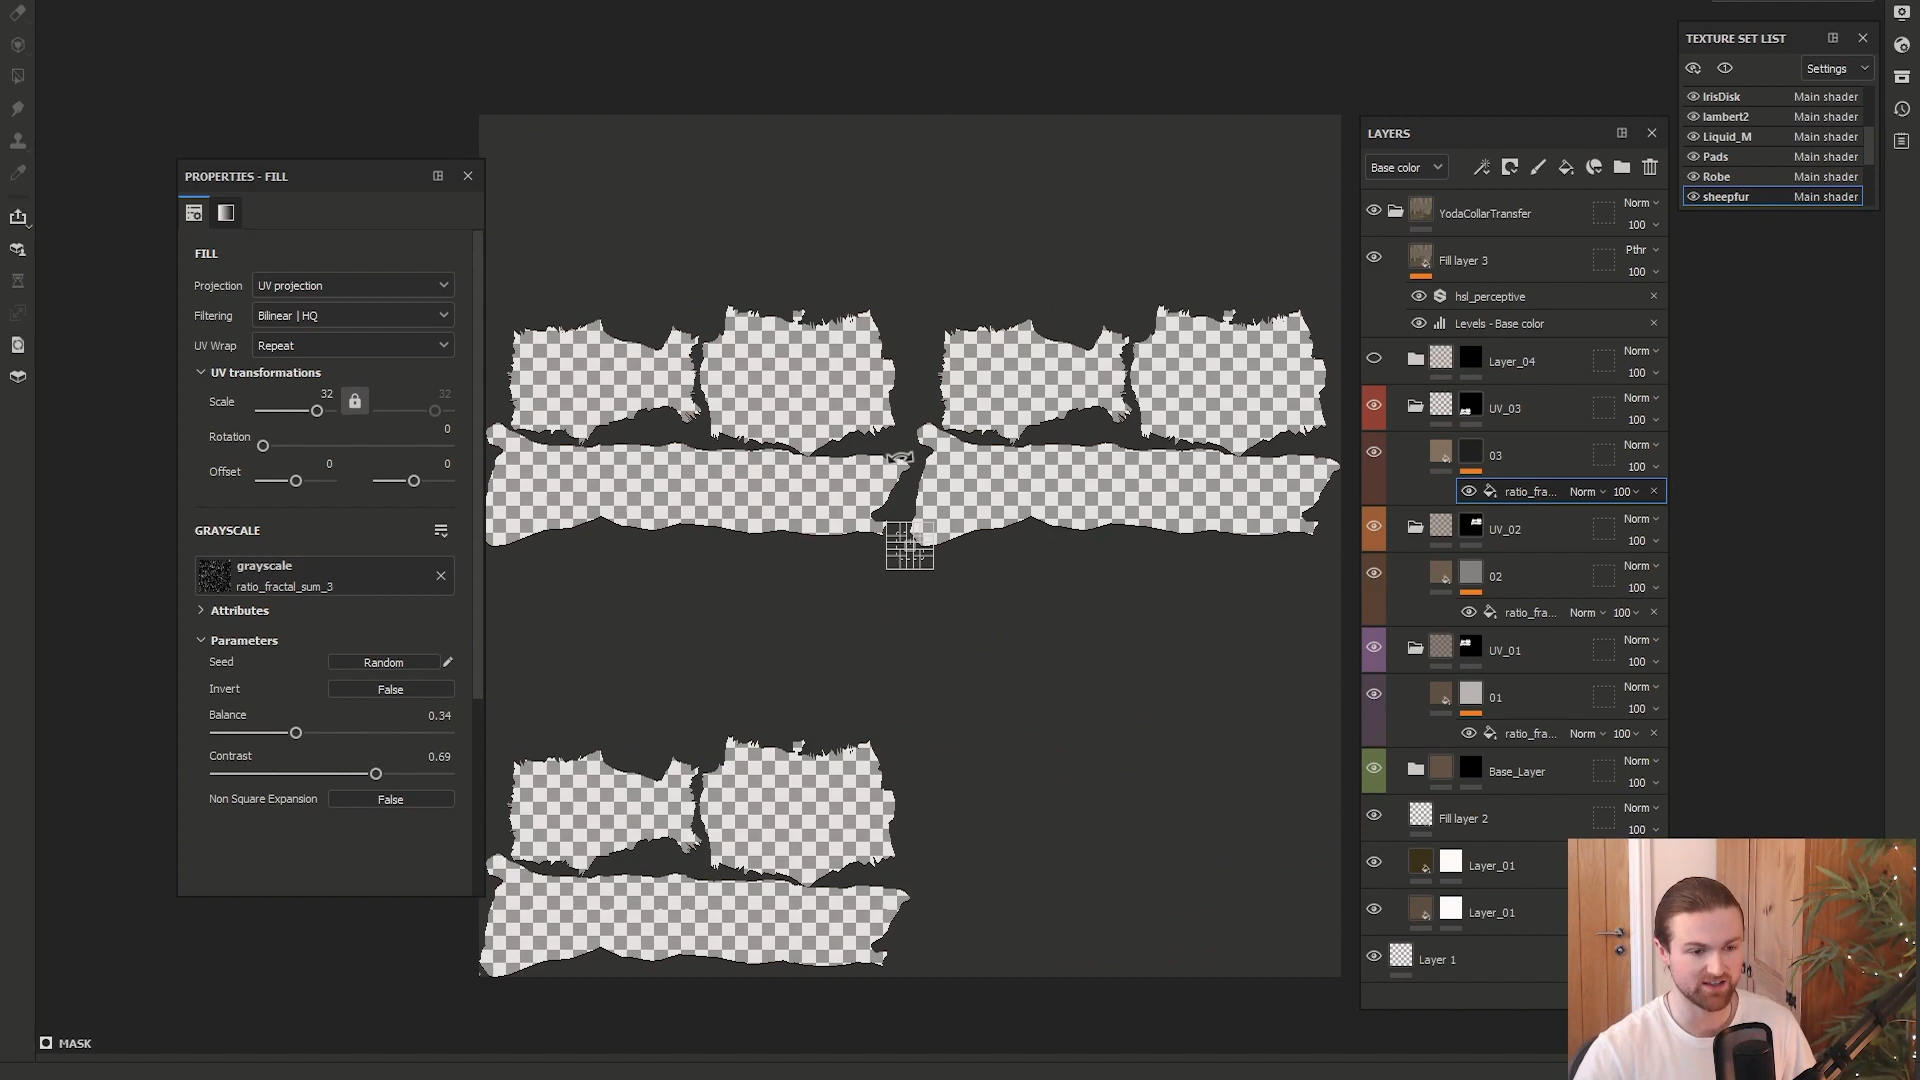 PROPERTIES - FILL
FILL
Projection UV projection
Filtering Bilinear | HQ
UV Wrap Repeat
UV transformations
Scale 32 32
Rotation 0
Offset 0 0
GRAYSCALE
grayscale
ratio_fractal_sum_3
Attributes
Parameters
Seed Random
Invert False
Balance 0.34
Contrast 0.69
Non Square Expansion False
MASK
LAYERS
Base color
YodaCollarTransfer Norm
100
Fill layer 3 Pthr
100
hsl_perceptive
Levels - Base color
Layer_04 Norm
100
UV_03 Norm
100
03 Norm
100
ratio_fra... Norm 100
UV_02 Norm
100
02 Norm
100
ratio_fra... Norm 100
UV_01 Norm
100
01 Norm
100
ratio_fra... Norm 100
Base_Layer Norm
100
Fill layer 2 Norm
100
Layer_01
Layer_01
Layer 1
TEXTURE SET LIST
Settings
IrisDisk Main shader
lambert2 Main shader
Liquid_M Main shader
Pads Main shader
Robe Main shader
sheepfur Main shader